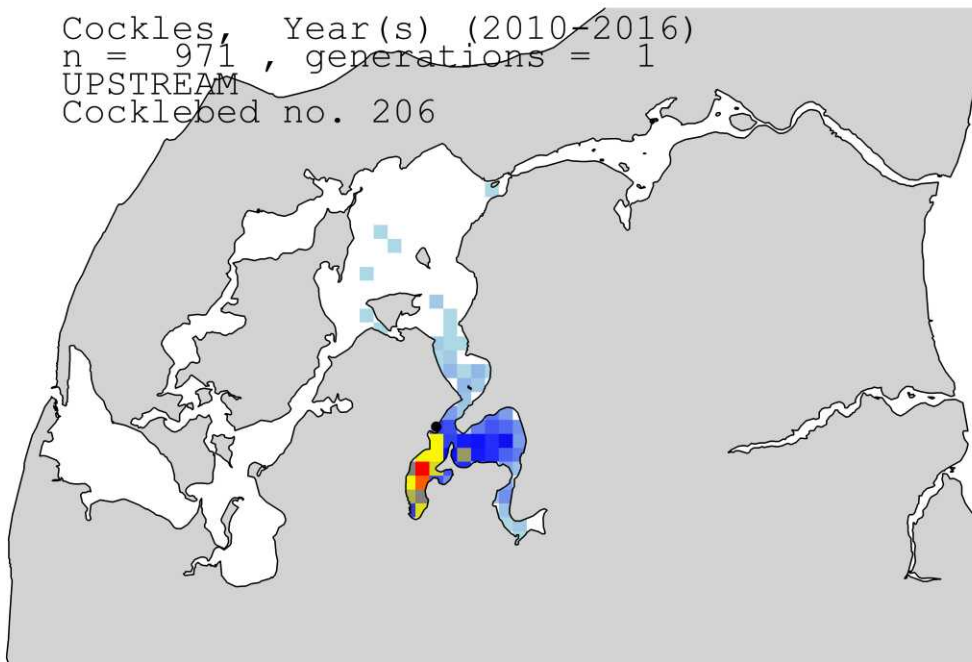 Cockles,  Year(s) (2010-2016)
n =  971 , generations =  1
UPSTREAM
Cocklebed no. 206